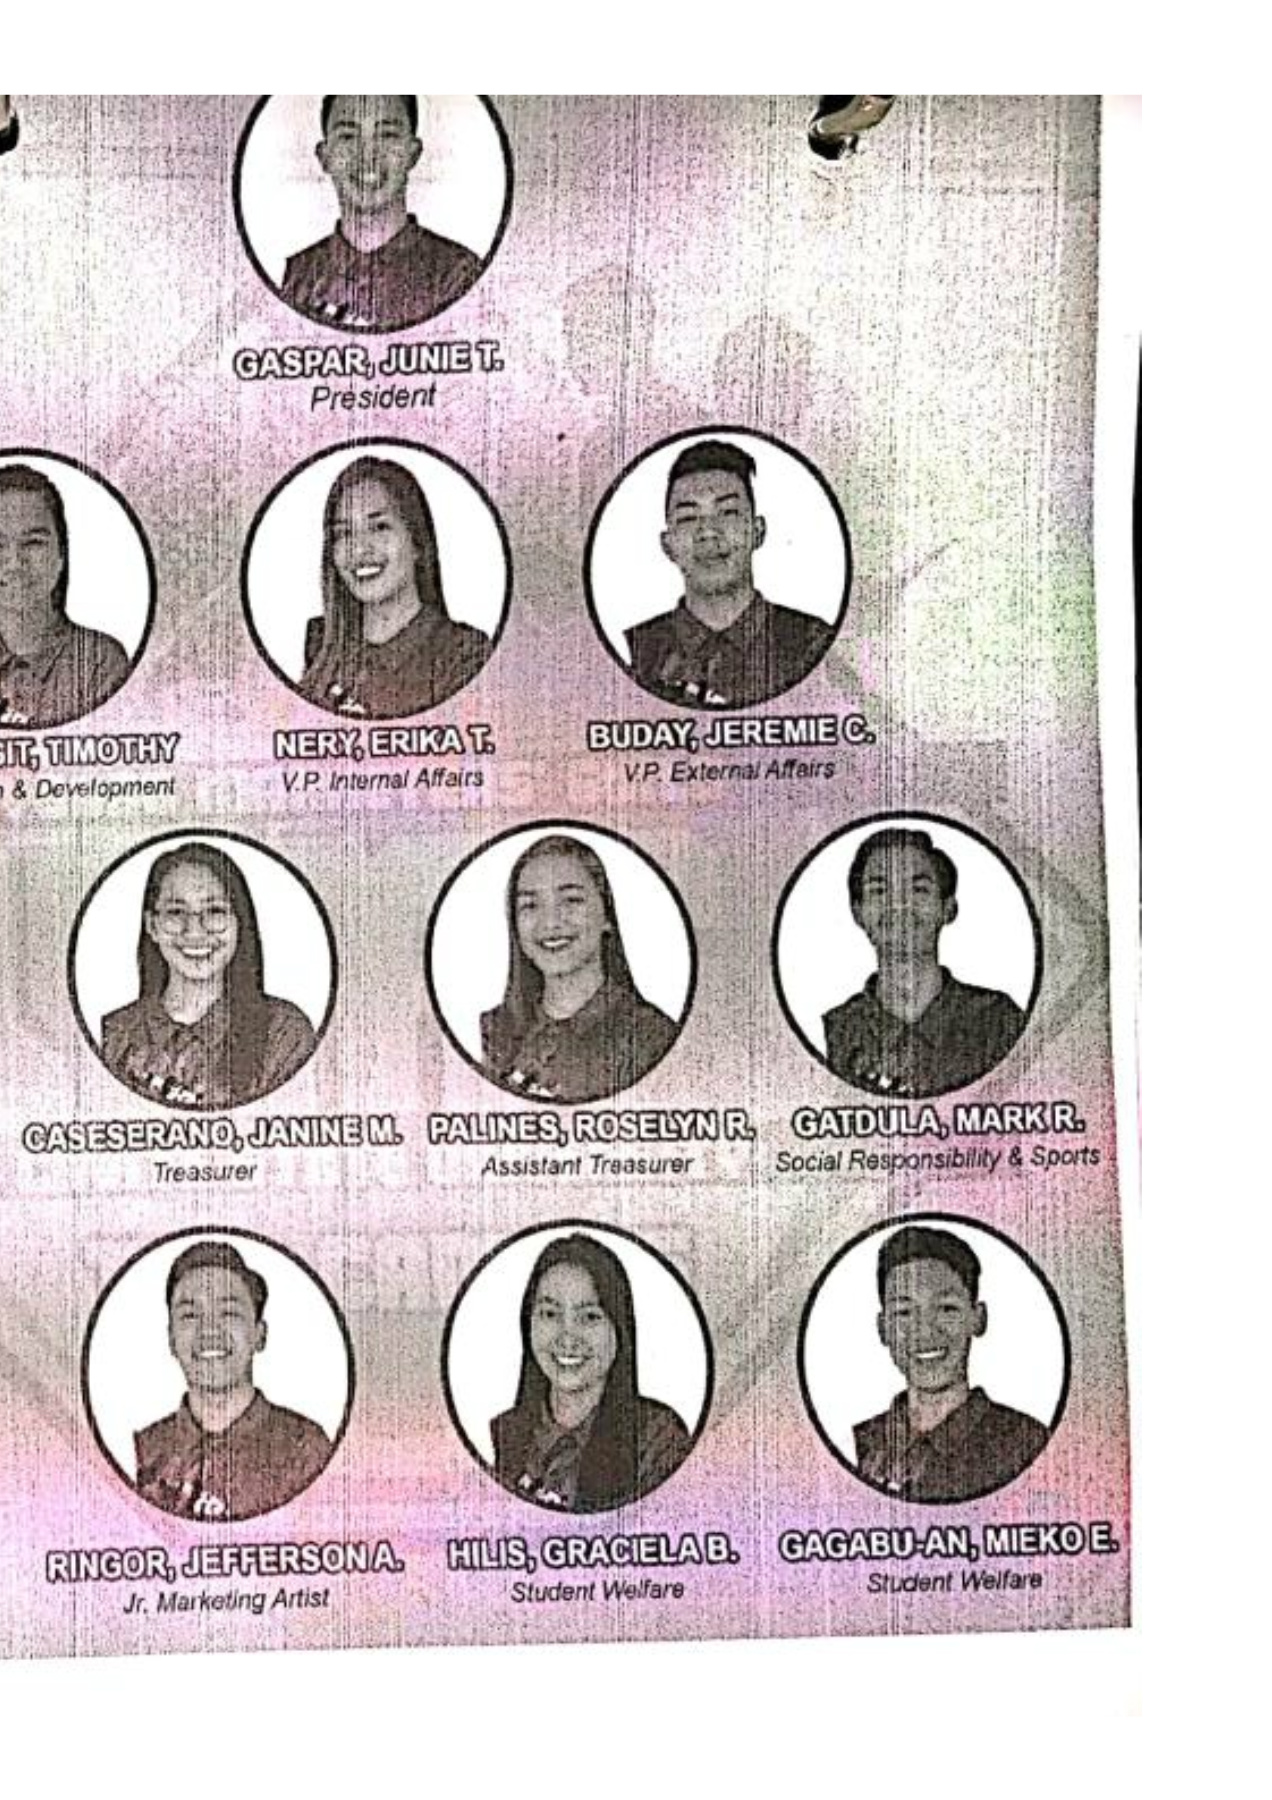 GASPAR, JUNIE T.
President
SIT, TIMOTHY
NERY, ERIKA T.
BUDAY, JEREMIE C.
& Development
V.P. Internal Affairs
V.P. External Affairs
CASESERANO, JANINE M.
PALINES, ROSELYN R.
GATDULA, MARK R.
Treasurer
Assistant Treasurer
Social Responsibility & Sports
RINGOR, JEFFERSON A.
HILIS, GRACIELA B.
GAGABU-AN, MIEKO E.
Jr. Marketing Artist
Student Welfare
Student Welfare